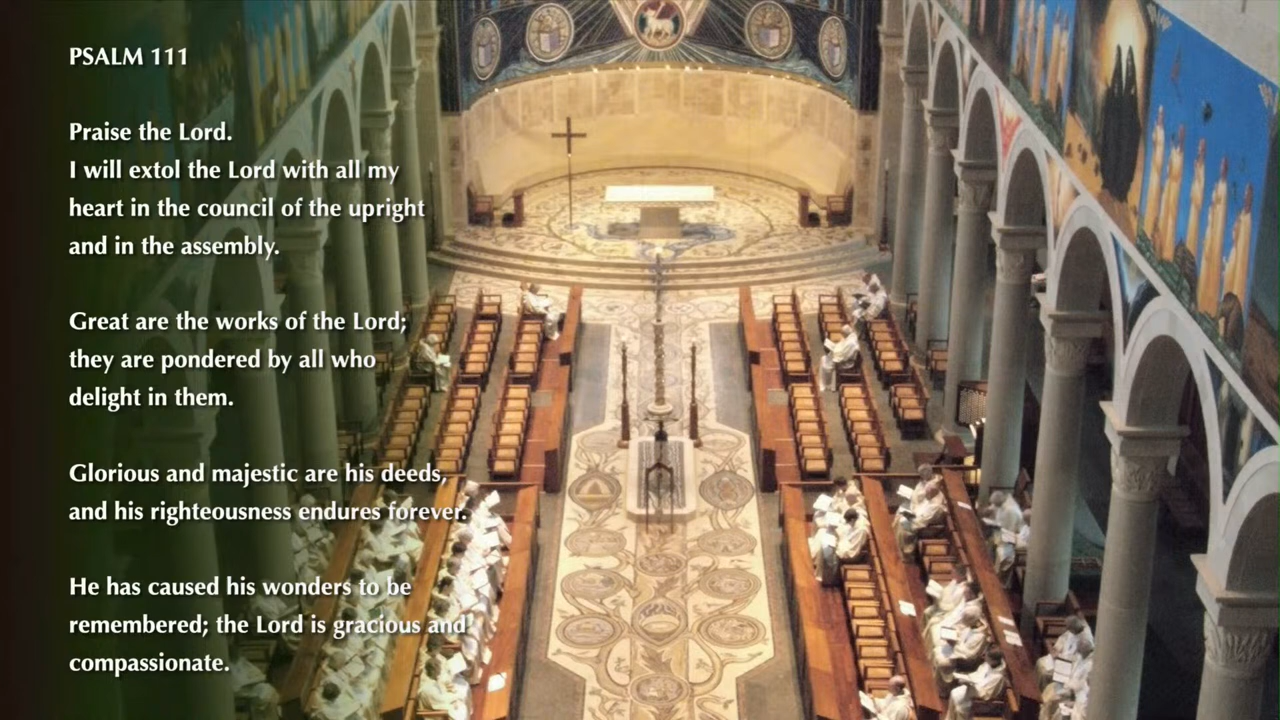 PSALM 111
Praise the Lord.
I will extol the Lord with all my
heart in the council of the upright
and in the assembly.
Great are the works of the Lord;
they are pondered by all who
delight in them.
Glorious and majestic are his deeds,
and his righteousness endures forever.
He has caused his wonders to be
remembered; the Lord is gracious and
compassionate.